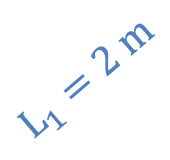 L₁ = 2 m